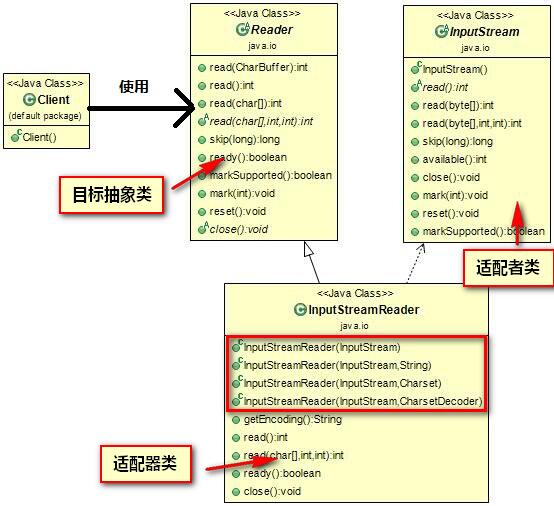 <<Java Class>>
Reader
java.io
read(CharBuffer):int
read():int
read(char[]):int
read(char[],int,int):int
skip(long):long
ready():boolean
markSupported():boolean
mark(int):void
reset():void
close():void
<<Java Class>>
InputStream
java.io
InputStream()
read():int
read(byte[]):int
read(byte[],int,int):int
skip(long):long
available():int
close():void
mark(int):void
reset():void
markSupported():boolean
<<Java Class>>
Client
(default package)
Client()
使用
目标抽象类
适配者类
<<Java Class>>
InputStreamReader
java.io
InputStreamReader(InputStream)
InputStreamReader(InputStream,String)
InputStreamReader(InputStream,Charset)
InputStreamReader(InputStream,CharsetDecoder)
getEncoding():String
read():int
read(char[],int,int):int
ready():boolean
close():void
适配器类